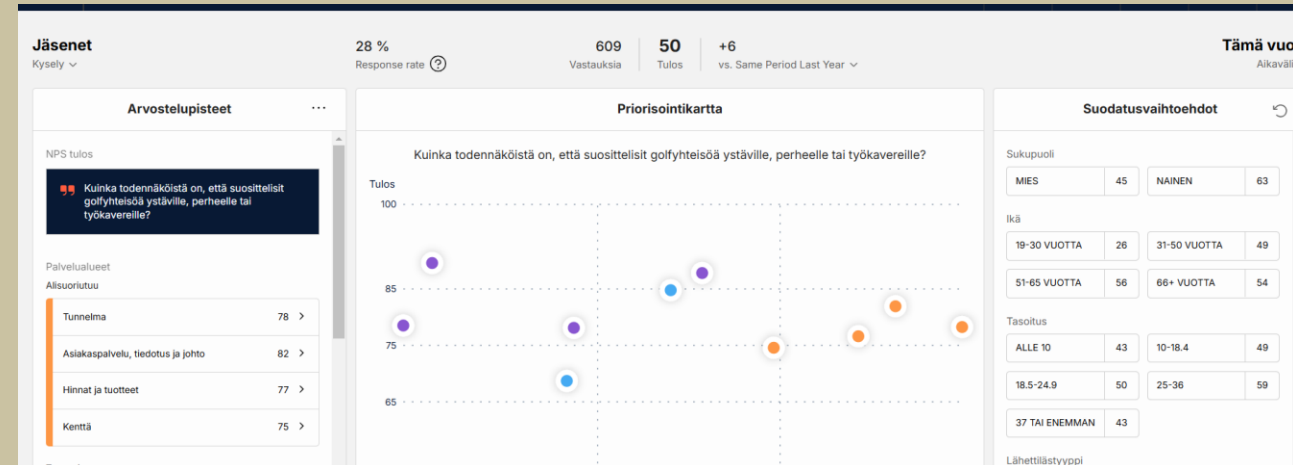 Jäsenet
Kysely
28 %
Response rate ?
609
Vastauksia
50
Tulos
+6
vs. Same Period Last Year
Tämä vuo
Aikaväli
Arvostelupisteet
...
NPS tulos
Kuinka todennäköistä on, että suosittelisit
golfyhteisöä ystäville, perheelle tai
työkavereille?
Palvelualueet
Alisuoriutuu
Tunnelma 78
Asiakaspalvelu, tiedotus ja johto 82
Hinnat ja tuotteet 77
Kenttä 75
Priorisointikartta
Kuinka todennäköistä on, että suosittelisit golfyhteisöä ystäville, perheelle tai työkavereille?
Tulos
100
85
75
65
Suodatusvaihtoehdot
Sukupuoli
MIES 45 NAINEN 63
Ikä
19-30 VUOTTA 26 31-50 VUOTTA 49
51-65 VUOTTA 56 66+ VUOTTA 54
Tasoitus
ALLE 10 43 10-18.4 49
18.5-24.9 50 25-36 59
37 TAI ENEMMAN 43
Lähettilästyyppi